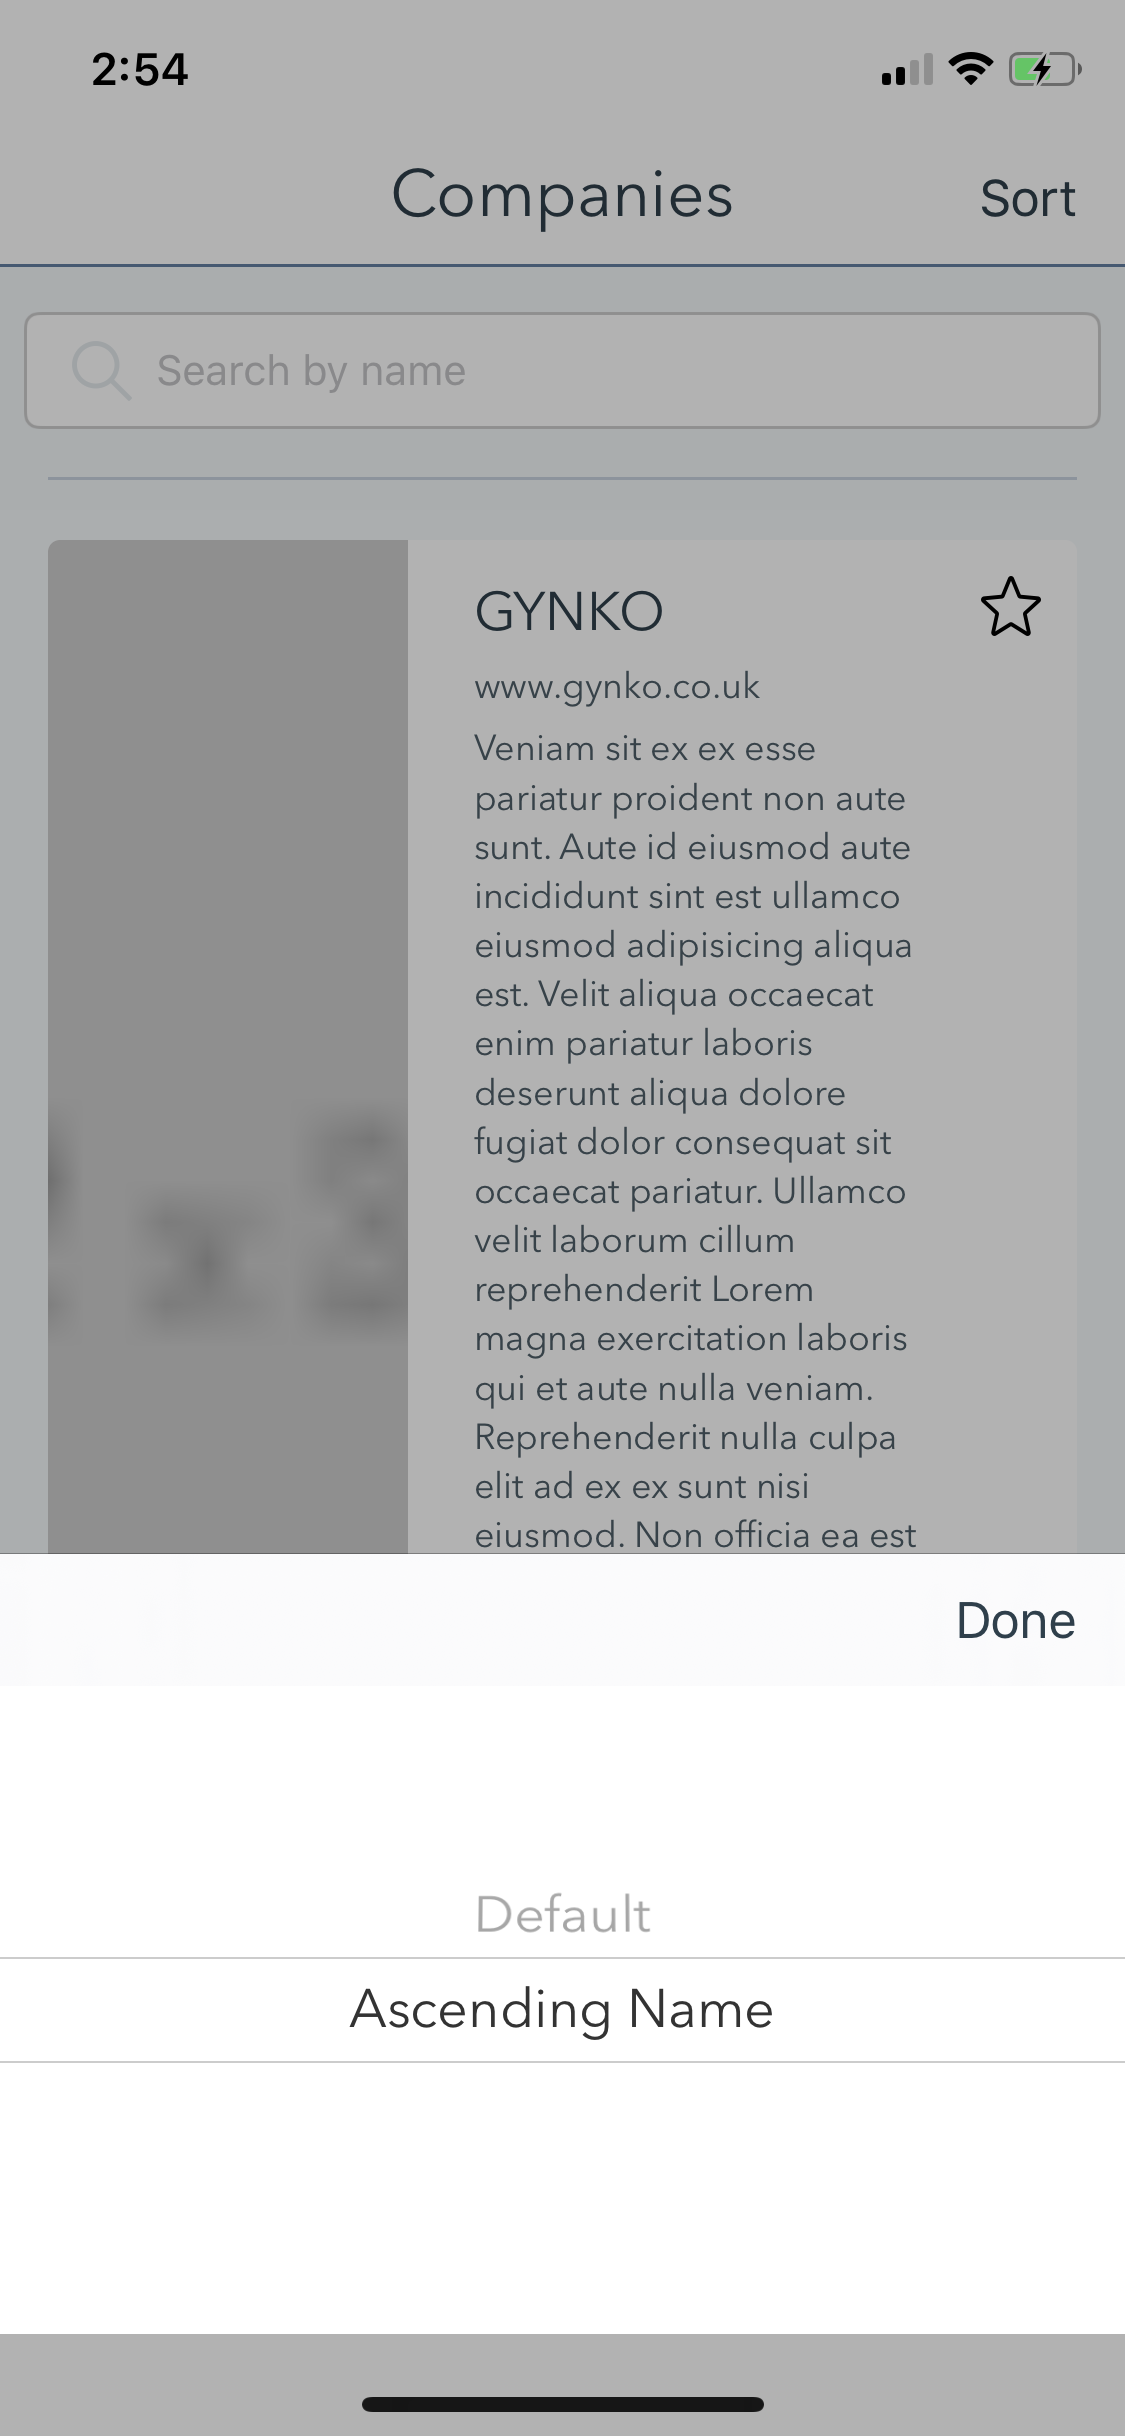 2:54
Companies
Sort
Search by name
GYNKO
www.gynko.co.uk
Veniam sit ex ex esse
pariatur proident non aute
sunt. Aute id eiusmod aute
incididunt sint est ullamco
eiusmod adipisicing aliqua
est. Velit aliqua occaecat
enim pariatur laboris
deserunt aliqua dolore
fugiat dolor consequat sit
occaecat pariatur. Ullamco
velit laborum cillum
reprehenderit Lorem
magna exercitation laboris
qui et aute nulla veniam.
Reprehenderit nulla culpa
elit ad ex ex sunt nisi
eiusmod. Non officia ea est
Done
Default
Ascending Name